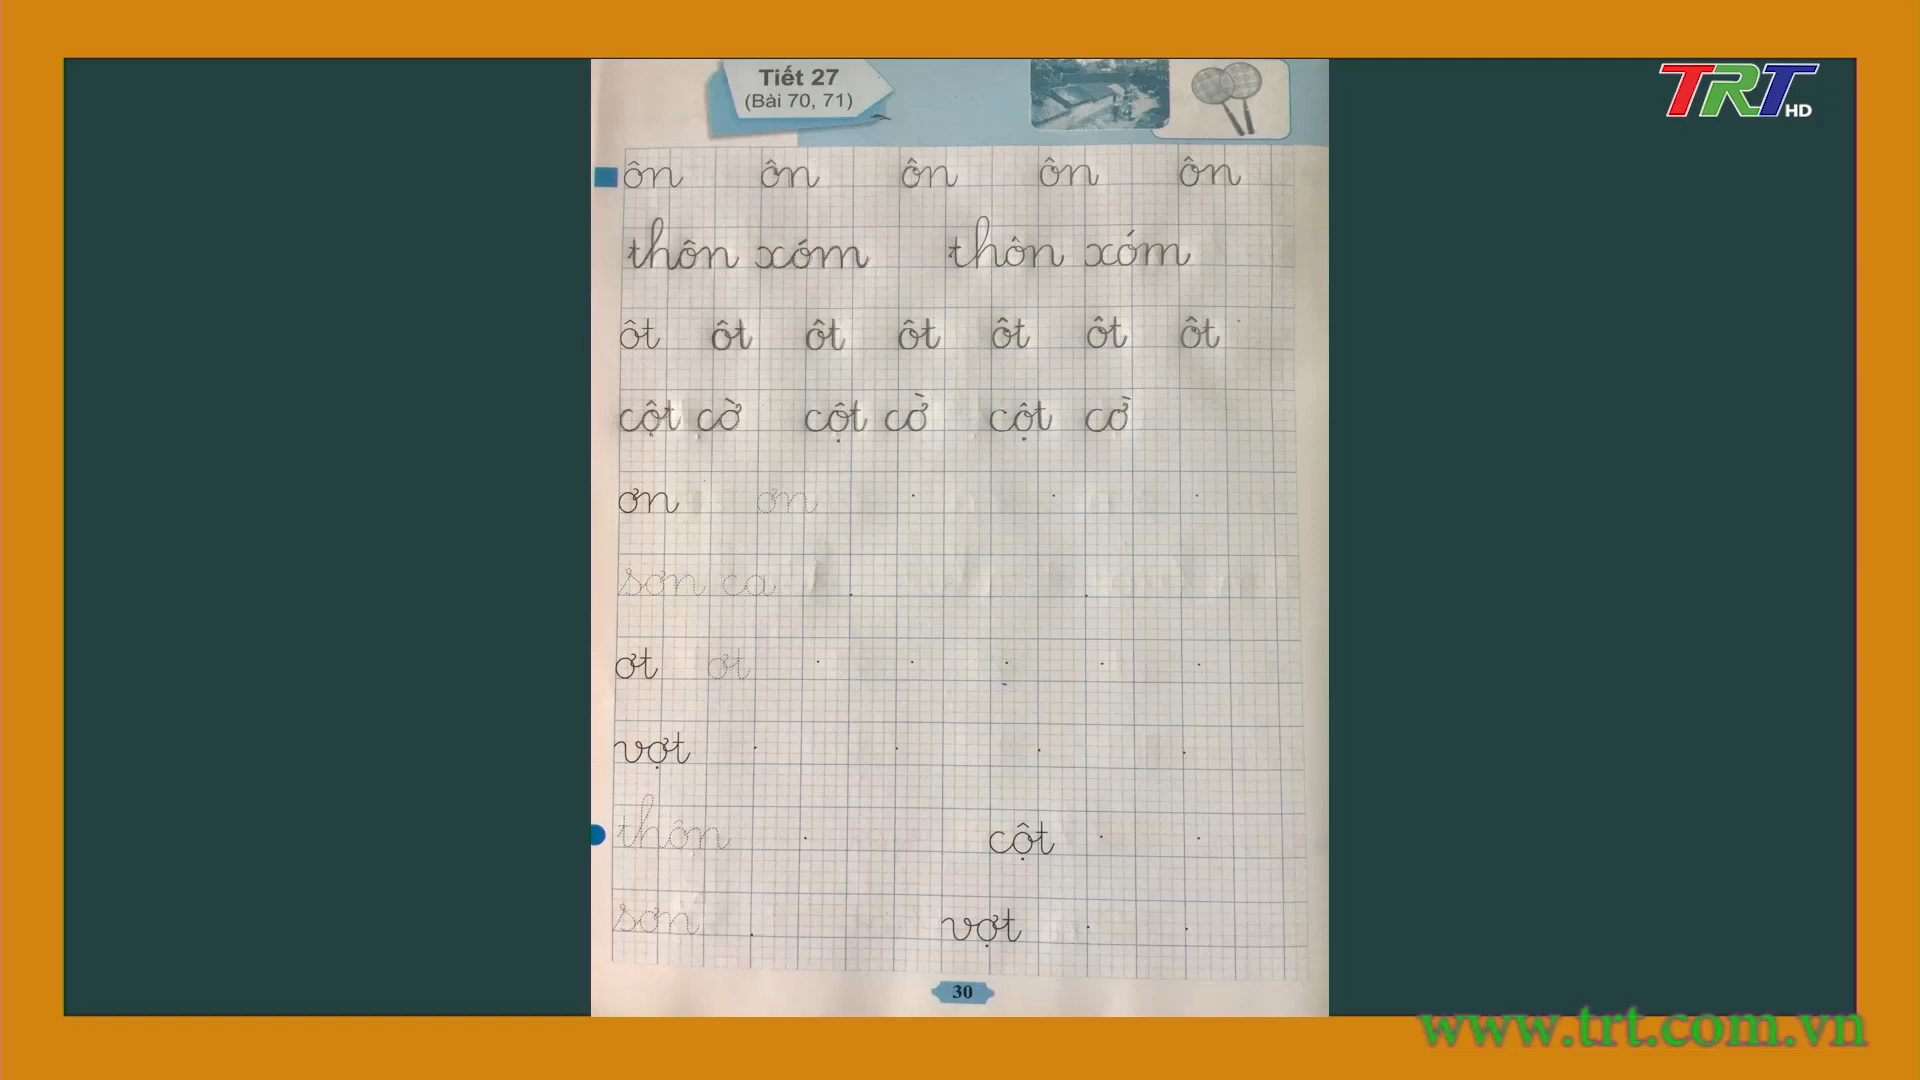 Tiết 27
(Bài 70, 71)
TRT HD
ôn ôn ôn ôn ôn
thôn xóm thôn xóm
ôt ôt ôt ôt ôt ôt ôt
cột cờ cột cờ cột cờ
ơn ơn
sơn ca
ơt ơt
vợt
thôn cột
sơn vợt
30
www.trt.com.vn